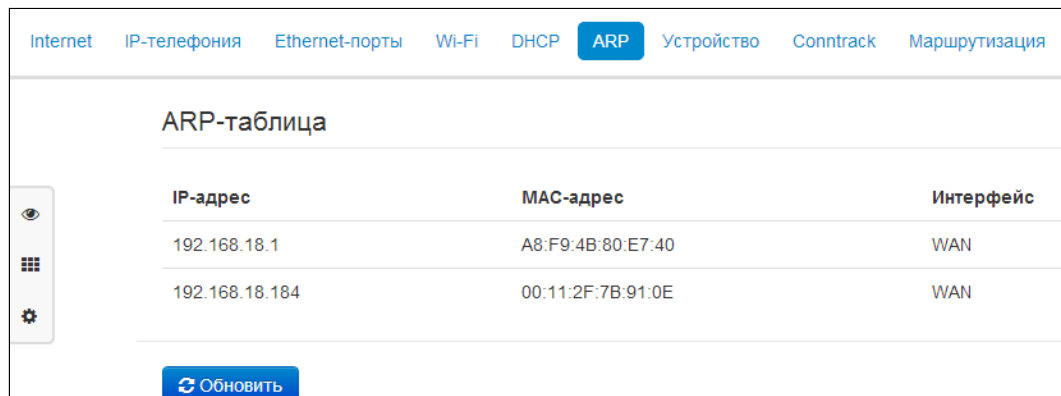 Internet IP-телефония Ethernet-порты Wi-Fi DHCP ARP Устройство Conntrack Маршрутизация
ARP-таблица
IP-адрес MAC-адрес Интерфейс
192.168.18.1 A8:F9:4B:80:E7:40 WAN
192.168.18.184 00:11:2F:7B:91:0E WAN
Обновить